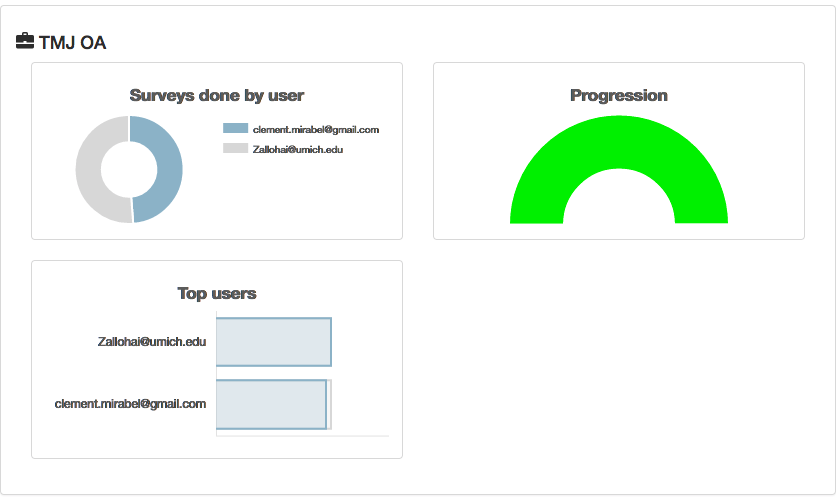 TMJ OA
Surveys done by user
clement.mirabel@gmail.com
Zallohai@umich.edu
Progression
Top users
Zallohai@umich.edu
clement.mirabel@gmail.com